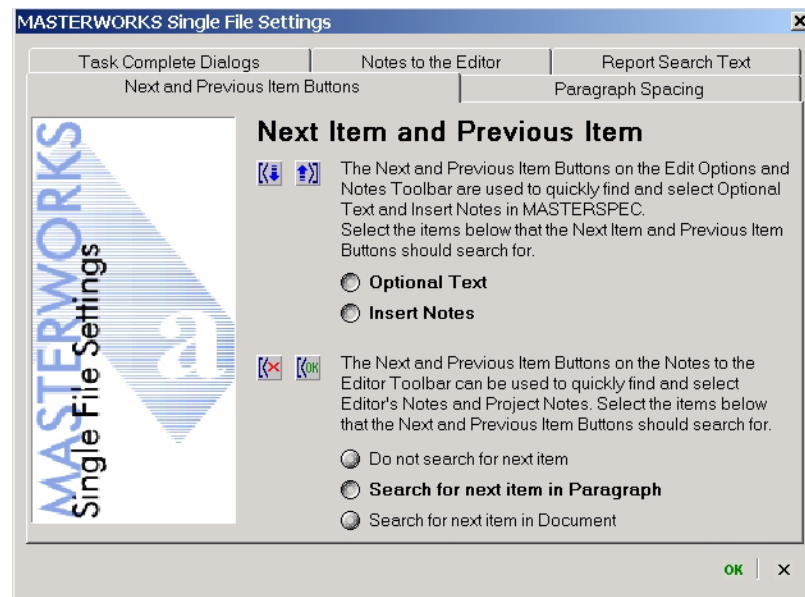 MASTERWORKS Single File Settings
Task Complete Dialogs
Notes to the Editor
Report Search Text
Next and Previous Item Buttons
Paragraph Spacing
MASTERWORKS
Single File Settings
a
Next Item and Previous Item
The Next and Previous Item Buttons on the Edit Options and
Notes Toolbar are used to quickly find and select Optional
Text and Insert Notes in MASTERSPEC.
Select the items below that the Next Item and Previous Item
Buttons should search for.
Optional Text
Insert Notes
OK
The Next and Previous Item Buttons on the Notes to the
Editor Toolbar can be used to quickly find and select
Editor's Notes and Project Notes. Select the items below
that the Next and Previous Item Buttons should search for.
Do not search for next item
Search for next item in Paragraph
Search for next item in Document
OK